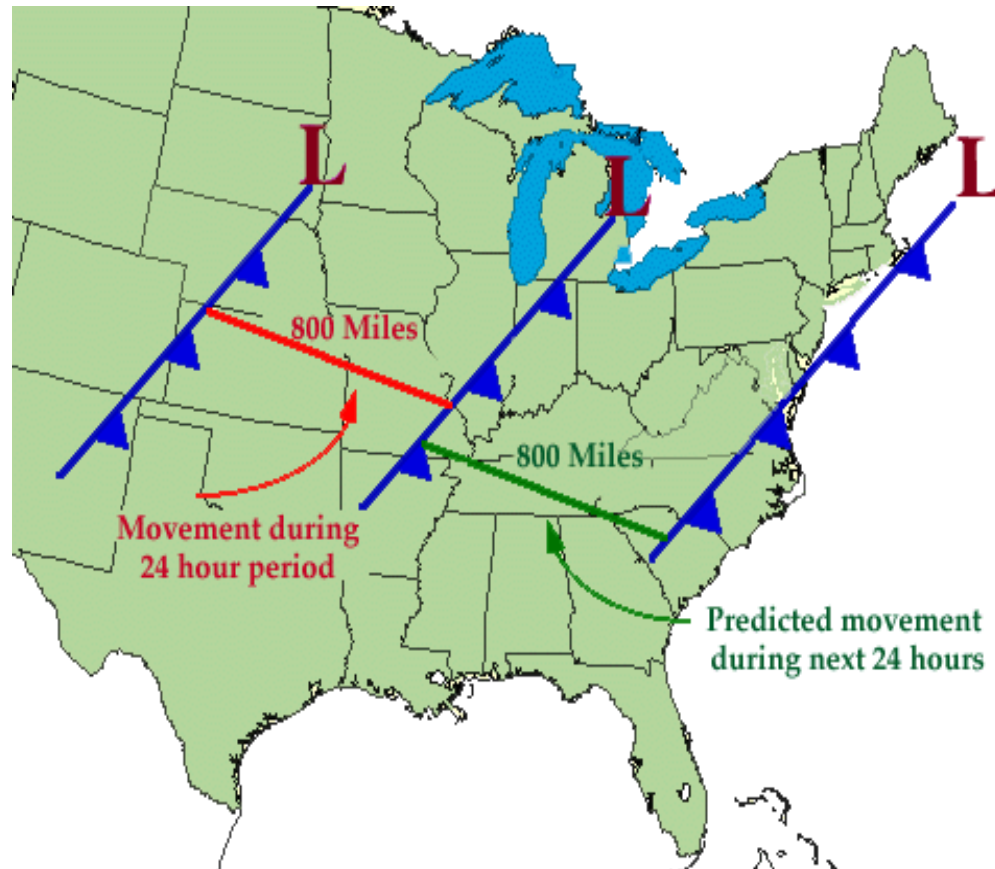 L
L
L
800 Miles
800 Miles
Movement during
24 hour period
Predicted movement
during next 24 hours